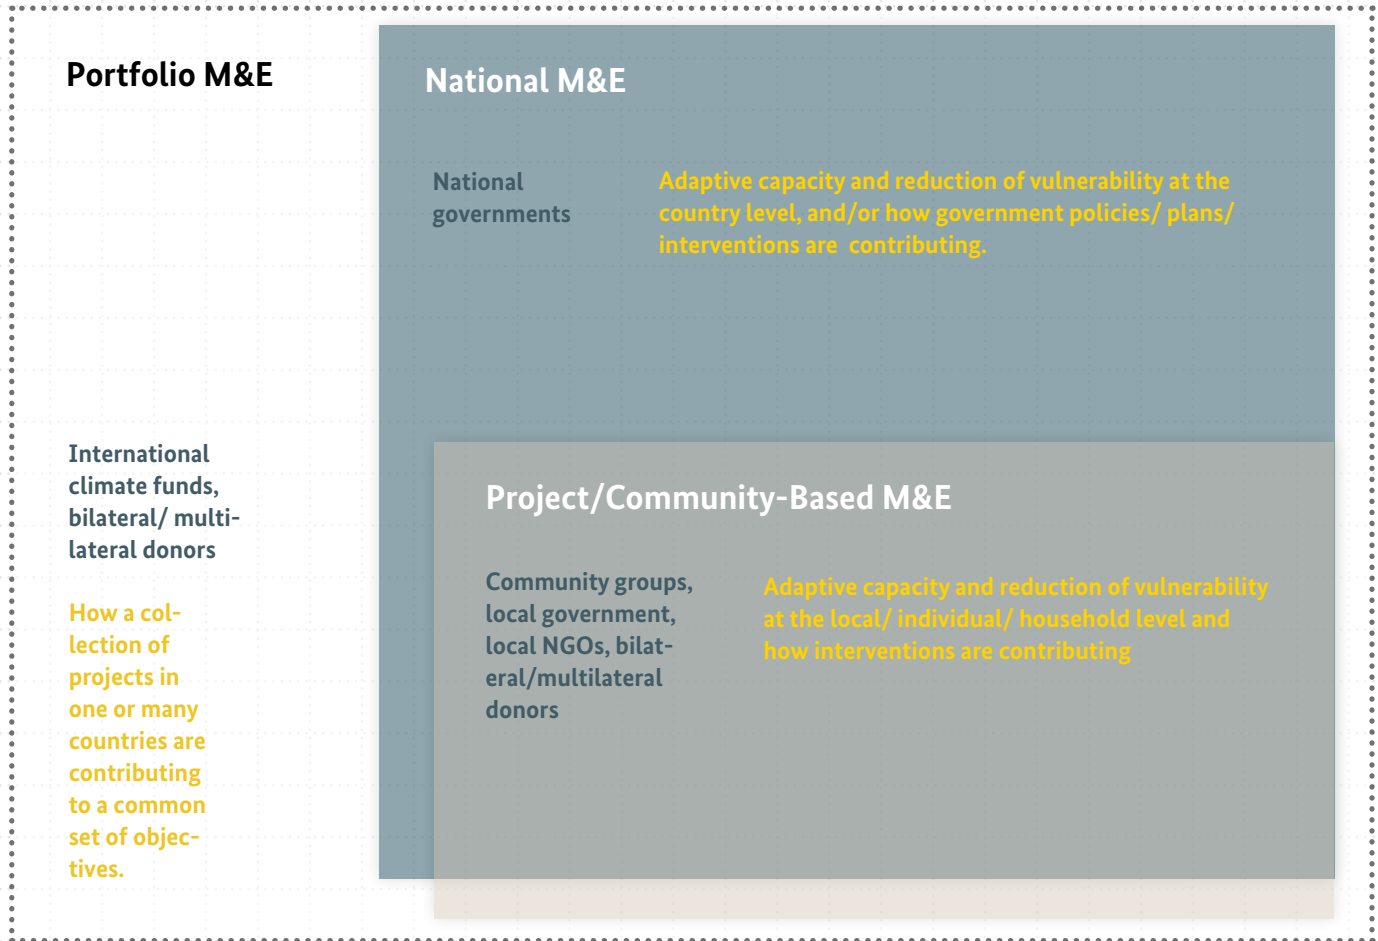 Portfolio M&E
National M&E
National
governments
Adaptive capacity and reduction of vulnerability at the
country level, and/or how government policies/ plans/
interventions are  contributing.
International
climate funds,
bilateral/ multi-
lateral donors
How a col-
lection of
projects in
one or many
countries are
contributing
to a common
set of objec-
tives.
Project/Community-Based M&E
Community groups,
local government,
local NGOs, bilat-
eral/multilateral
donors
Adaptive capacity and reduction of vulnerability
at the local/ individual/ household level and
how interventions are contributing